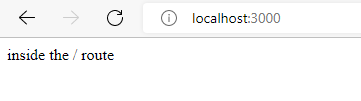 localhost:3000
inside the / route